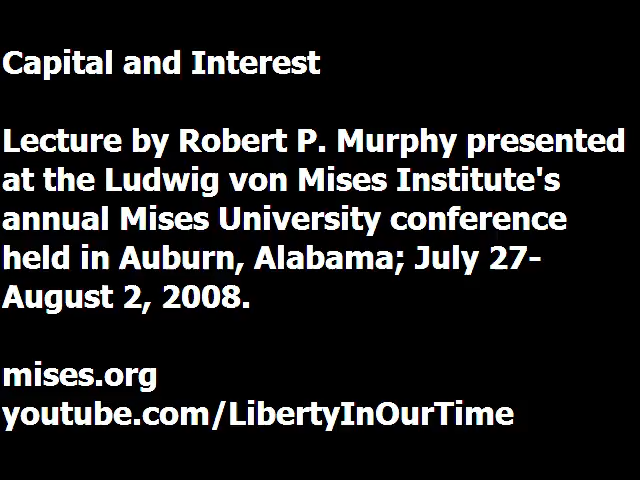 Capital and Interest
Lecture by Robert P. Murphy presented
at the Ludwig von Mises Institute's
annual Mises University conference
held in Auburn, Alabama; July 27-
August 2, 2008.
mises.org
youtube.com/LibertyInOurTime